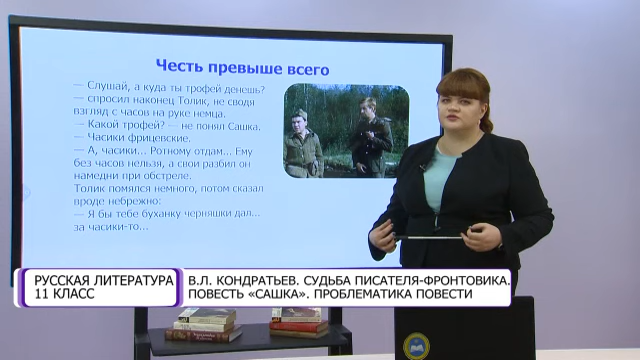 Честь превыше всего
— Слушай, а куда ты трофей денешь?
— спросил наконец Толик, не сводя
взгляд с часов на руке немца.
— Какой трофей? — не понял Сашка.
— Часики фрицевские.
— А, часики... Ротному отдам... Ему
без часов нельзя, а свои разбил он
намедни при обстреле.
Толик помялся немного, потом сказал
вроде небрежно:
— Я бы тебе буханку черняшки дал...
за часики-то...
РУССКАЯ ЛИТЕРАТУРА
11 КЛАСС
В.Л. КОНДРАТЬЕВ. СУДЬБА ПИСАТЕЛЯ-ФРОНТОВИКА.
ПОВЕСТЬ «САШКА». ПРОБЛЕМАТИКА ПОВЕСТИ